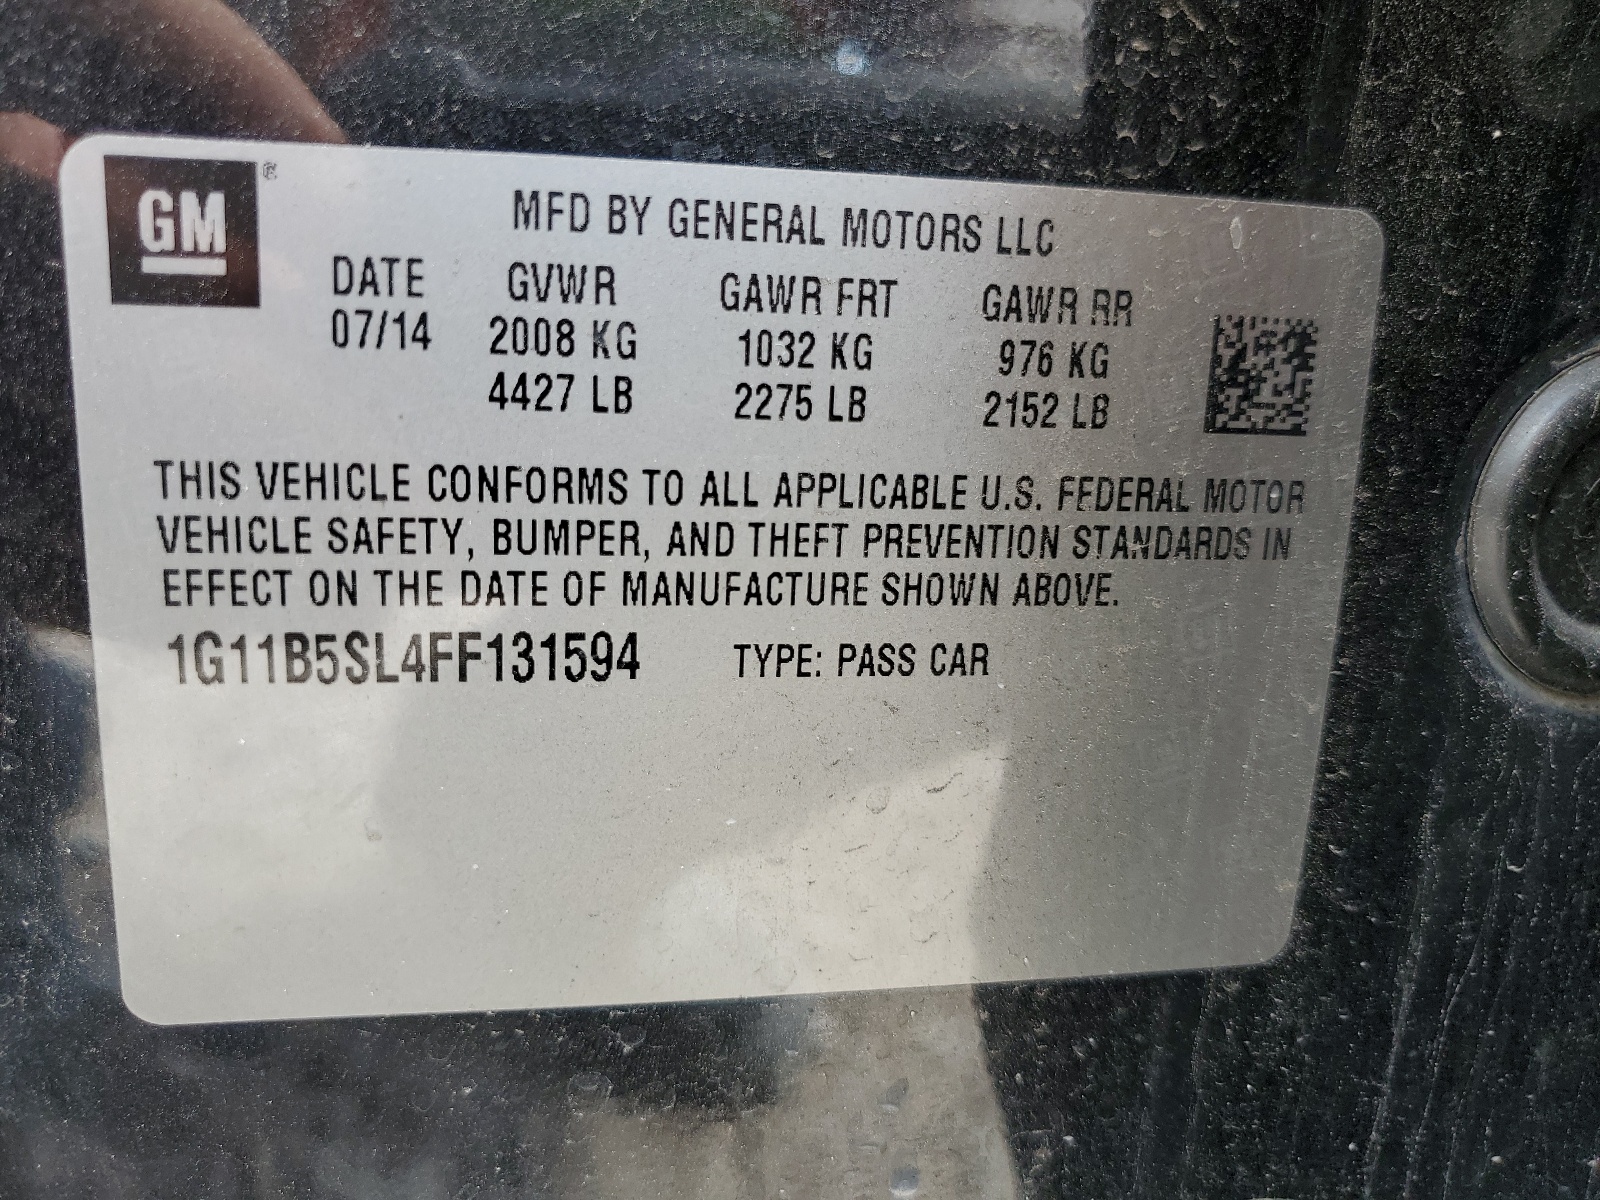 GM ®
MFD BY GENERAL MOTORS LLC
DATE GVWR GAWR FRT GAWR RR
07/14 2008 KG 1032 KG 976 KG
4427 LB 2275 LB 2152 LB
THIS VEHICLE CONFORMS TO ALL APPLICABLE U.S. FEDERAL MOTOR
VEHICLE SAFETY, BUMPER, AND THEFT PREVENTION STANDARDS IN
EFFECT ON THE DATE OF MANUFACTURE SHOWN ABOVE.
1G11B5SL4FF131594 TYPE: PASS CAR